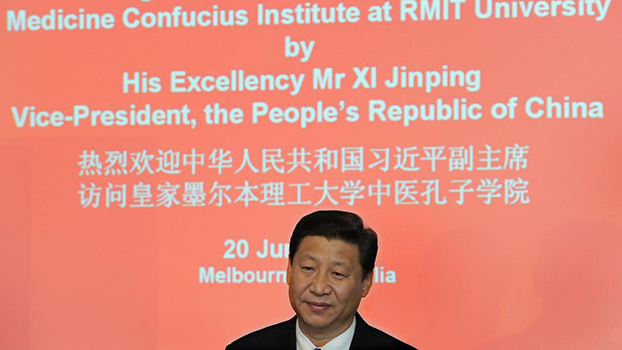 Medicine Confucius Institute at RMIT University
by
His Excellency Mr XI Jinping
Vice-President, the People's Republic of China
热烈欢迎中华人民共和国习近平副主席
访问皇家墨尔本理工大学中医孔子学院
20